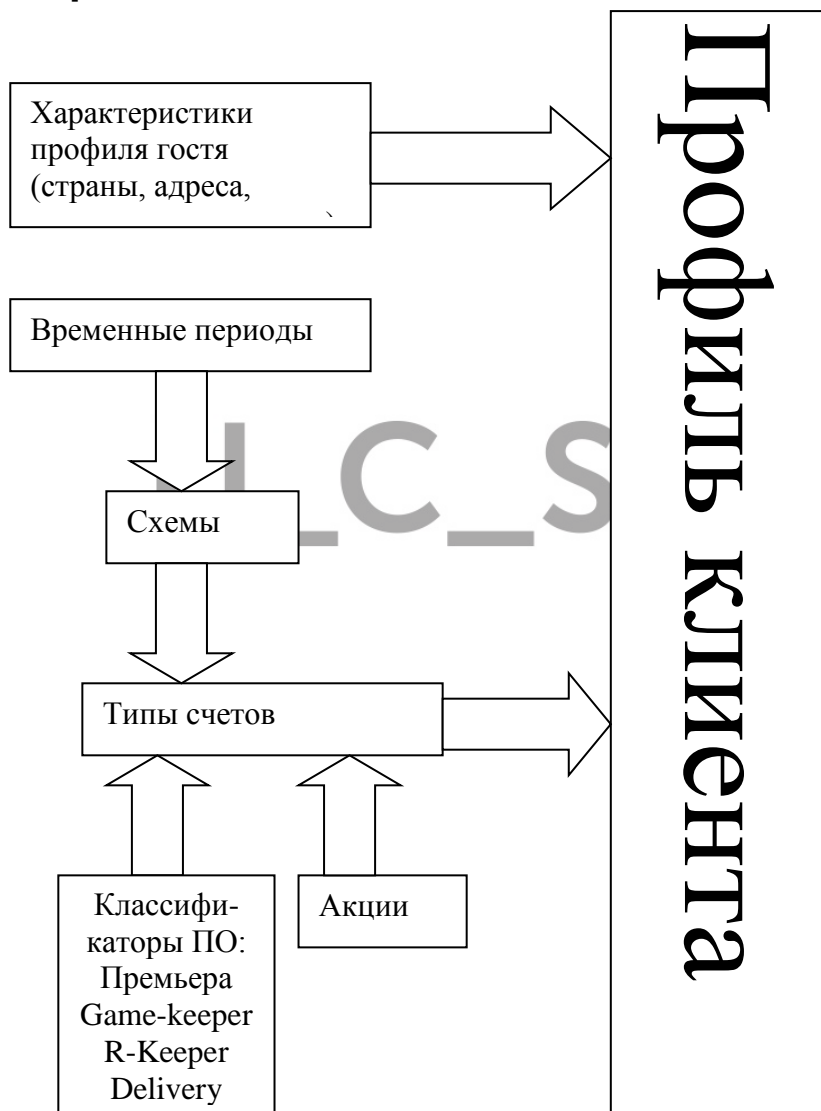 Характеристики
профиля гостя
(страны, адреса,
Временные периоды
Схемы
Типы счетов
Классифи-
каторы ПО:
Премьера
Game-keeper
R-Keeper
Delivery
Акции
Профиль клиента